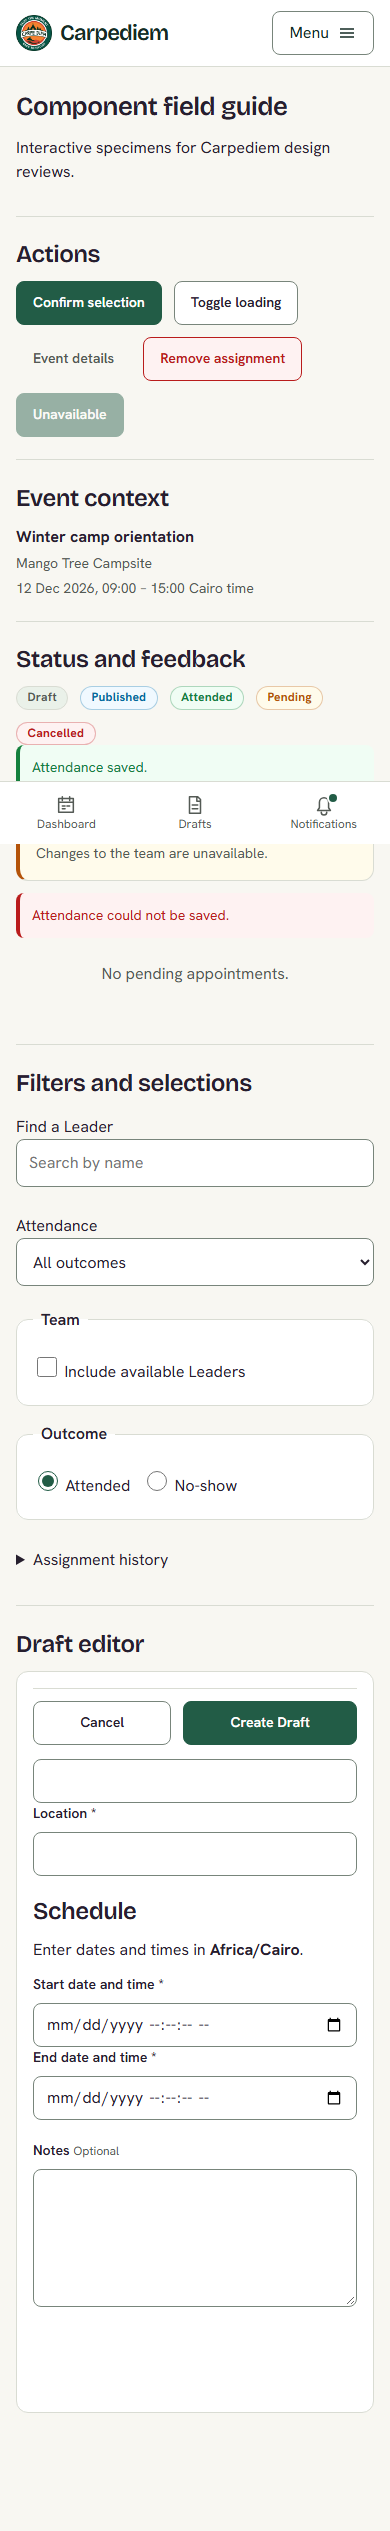 Carpediem
Menu
Component field guide
Interactive specimens for Carpediem design
reviews.
Actions
Confirm selection
Toggle loading
Event details
Remove assignment
Unavailable
Event context
Winter camp orientation
Mango Tree Campsite
12 Dec 2026, 09:00 – 15:00 Cairo time
Status and feedback
Draft
Published
Attended
Pending
Cancelled
Attendance saved.
Dashboard
Drafts
Notifications
Changes to the team are unavailable.
Attendance could not be saved.
No pending appointments.
Filters and selections
Find a Leader
Search by name
Attendance
All outcomes
Team
Include available Leaders
Outcome
Attended
No-show
Assignment history
Draft editor
Cancel
Create Draft
Location *
Schedule
Enter dates and times in Africa/Cairo.
Start date and time *
mm/dd/yyyy --:--:-- --
End date and time *
mm/dd/yyyy --:--:-- --
Notes Optional